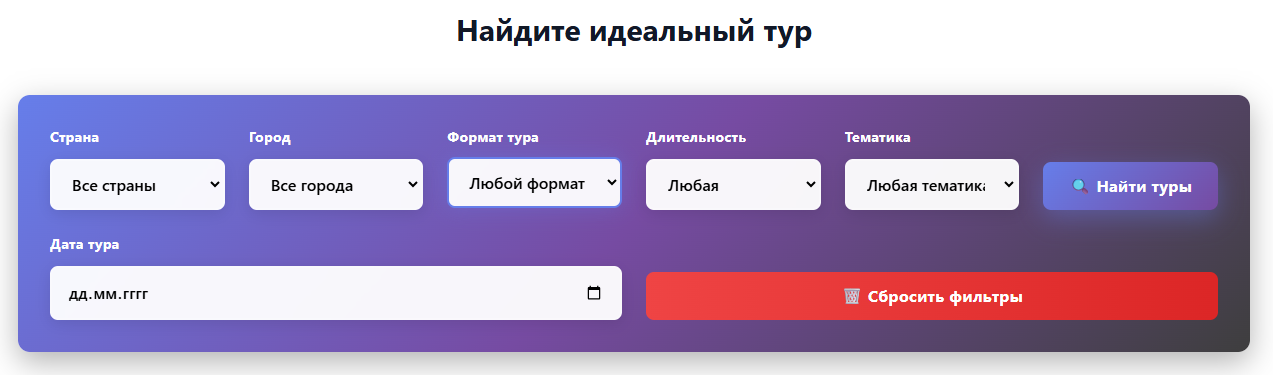 Найдите идеальный тур
Страна Город Формат тура Длительность Тематика
Все страны Все города Любой формат Любая Любая тематика Найти туры
Дата тура
дд.мм.гггг Сбросить фильтры